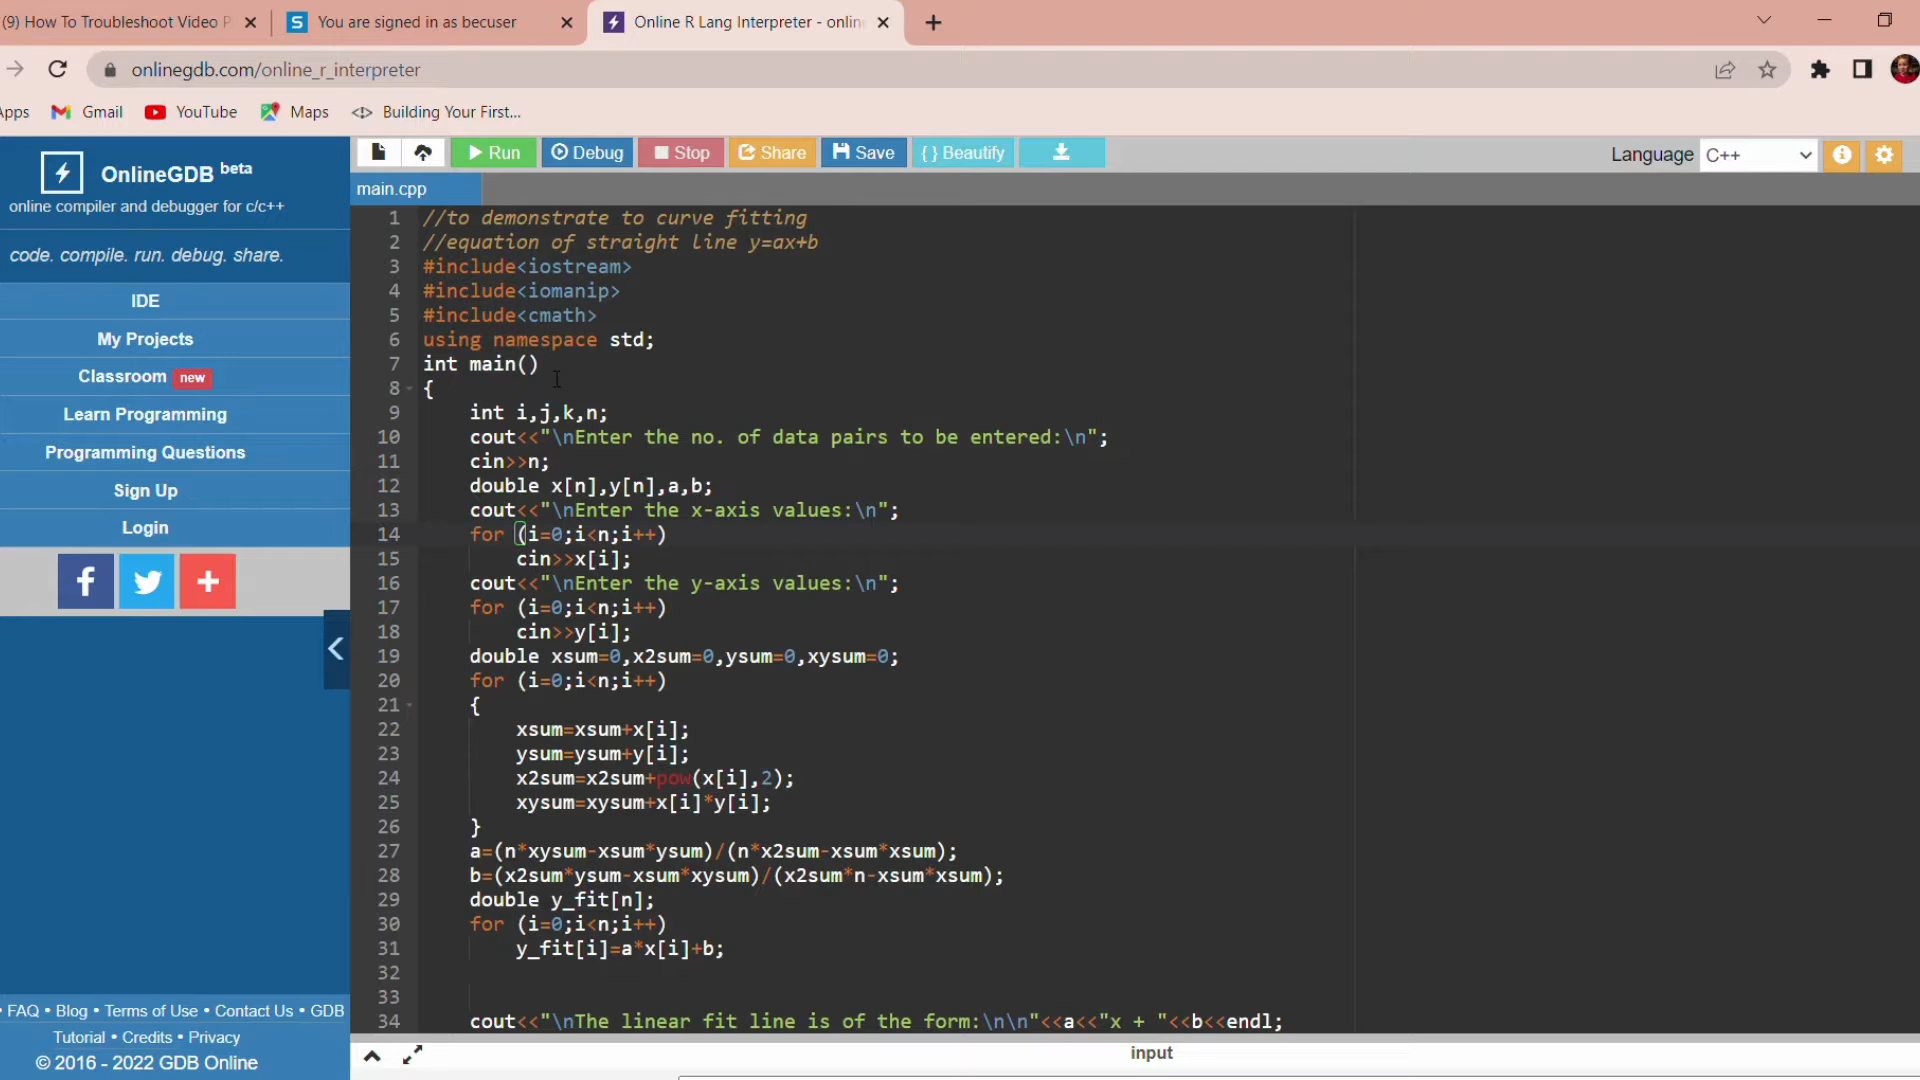 (9) How To Troubleshoot Video P
You are signed in as becuser
Online R Lang Interpreter - onlin
onlinegdb.com/online_r_interpreter
Apps
Gmail
YouTube
Maps
Building Your First...
OnlineGDB beta
online compiler and debugger for c/c++
code. compile. run. debug. share.
IDE
My Projects
Classroom new
Learn Programming
Programming Questions
Sign Up
Login
• FAQ • Blog • Terms of Use • Contact Us • GDB
Tutorial • Credits • Privacy
© 2016 - 2022 GDB Online
Run
Debug
Stop
Share
Save
{ } Beautify
Language C++
main.cpp
1 //to demonstrate to curve fitting
2 //equation of straight line y=ax+b
3 #include<iostream>
4 #include<iomanip>
5 #include<cmath>
6 using namespace std;
7 int main()
8 {
9 int i,j,k,n;
10 cout<<"\nEnter the no. of data pairs to be entered:\n";
11 cin>>n;
12 double x[n],y[n],a,b;
13 cout<<"\nEnter the x-axis values:\n";
14 for (i=0;i<n;i++)
15 cin>>x[i];
16 cout<<"\nEnter the y-axis values:\n";
17 for (i=0;i<n;i++)
18 cin>>y[i];
19 double xsum=0,x2sum=0,ysum=0,xysum=0;
20 for (i=0;i<n;i++)
21 {
22 xsum=xsum+x[i];
23 ysum=ysum+y[i];
24 x2sum=x2sum+pow(x[i],2);
25 xysum=xysum+x[i]*y[i];
26 }
27 a=(n*xysum-xsum*ysum)/(n*x2sum-xsum*xsum);
28 b=(x2sum*ysum-xsum*xysum)/(x2sum*n-xsum*xsum);
29 double y_fit[n];
30 for (i=0;i<n;i++)
31 y_fit[i]=a*x[i]+b;
32
33
34 cout<<"\nThe linear fit line is of the form:\n\n"<<a<<"x + "<<b<<endl;
input